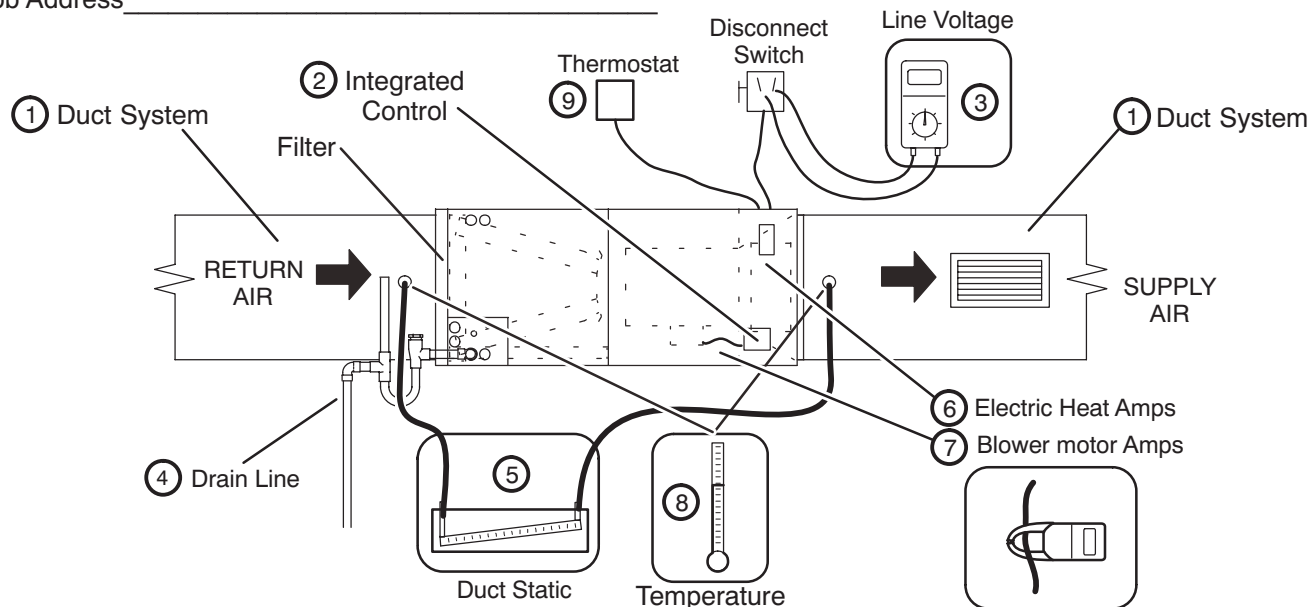 Address
Line Voltage
Disconnect
Switch
Thermostat
9
3
2 Integrated
Control
1 Duct System
1 Duct System
Filter
RETURN
AIR
SUPPLY
AIR
6 Electric Heat Amps
7 Blower motor Amps
4 Drain Line
5
8
Duct Static
Temperature